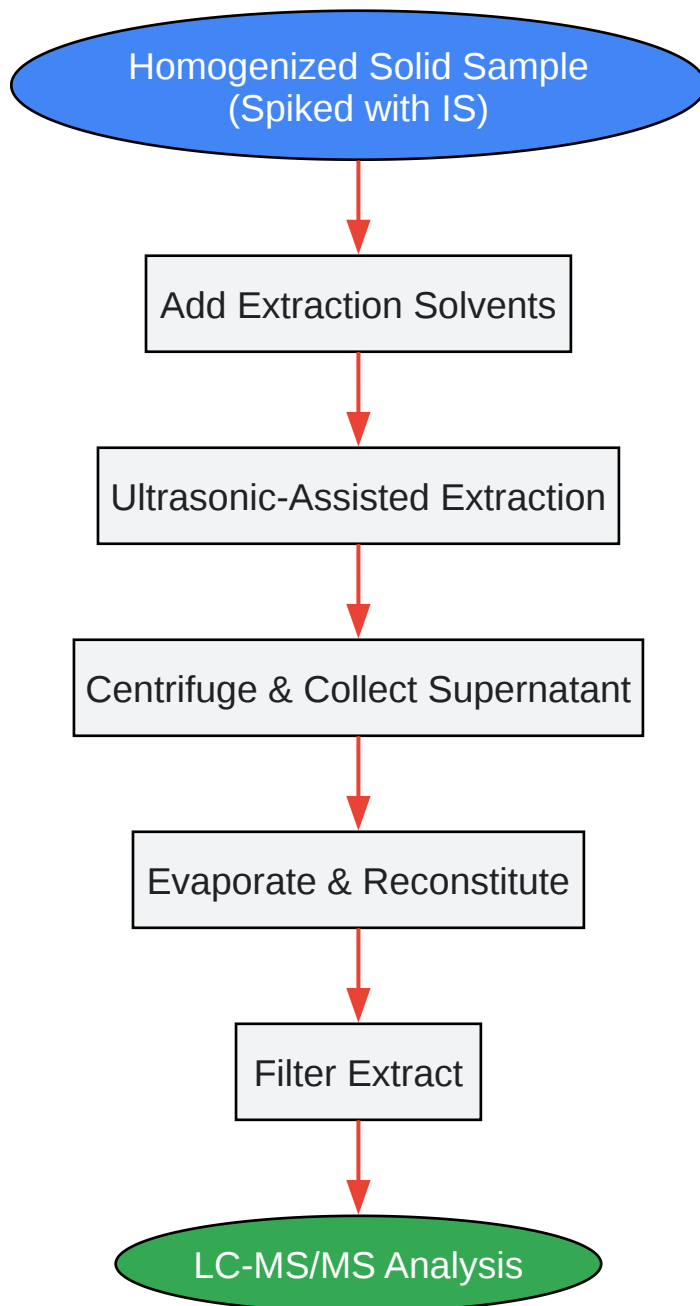 Homogenized Solid Sample
(Spiked with IS)
Add Extraction Solvents
Ultrasonic-Assisted Extraction
Centrifuge & Collect Supernatant
Evaporate & Reconstitute
Filter Extract
LC-MS/MS Analysis